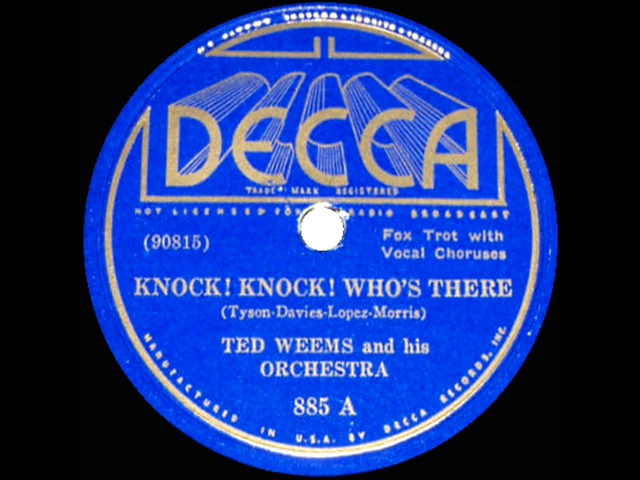 DECCA
TRADE MARK REGISTERED
NOT LICENSED FOR RADIO BROADCAST
(90815)
Fox Trot with
Vocal Choruses
KNOCK! KNOCK! WHO'S THERE
(Tyson-Davies-Lopez-Morris)
TED WEEMS and his
ORCHESTRA
885 A
MANUFACTURED IN U.S.A. BY DECCA RECORDS, INC.